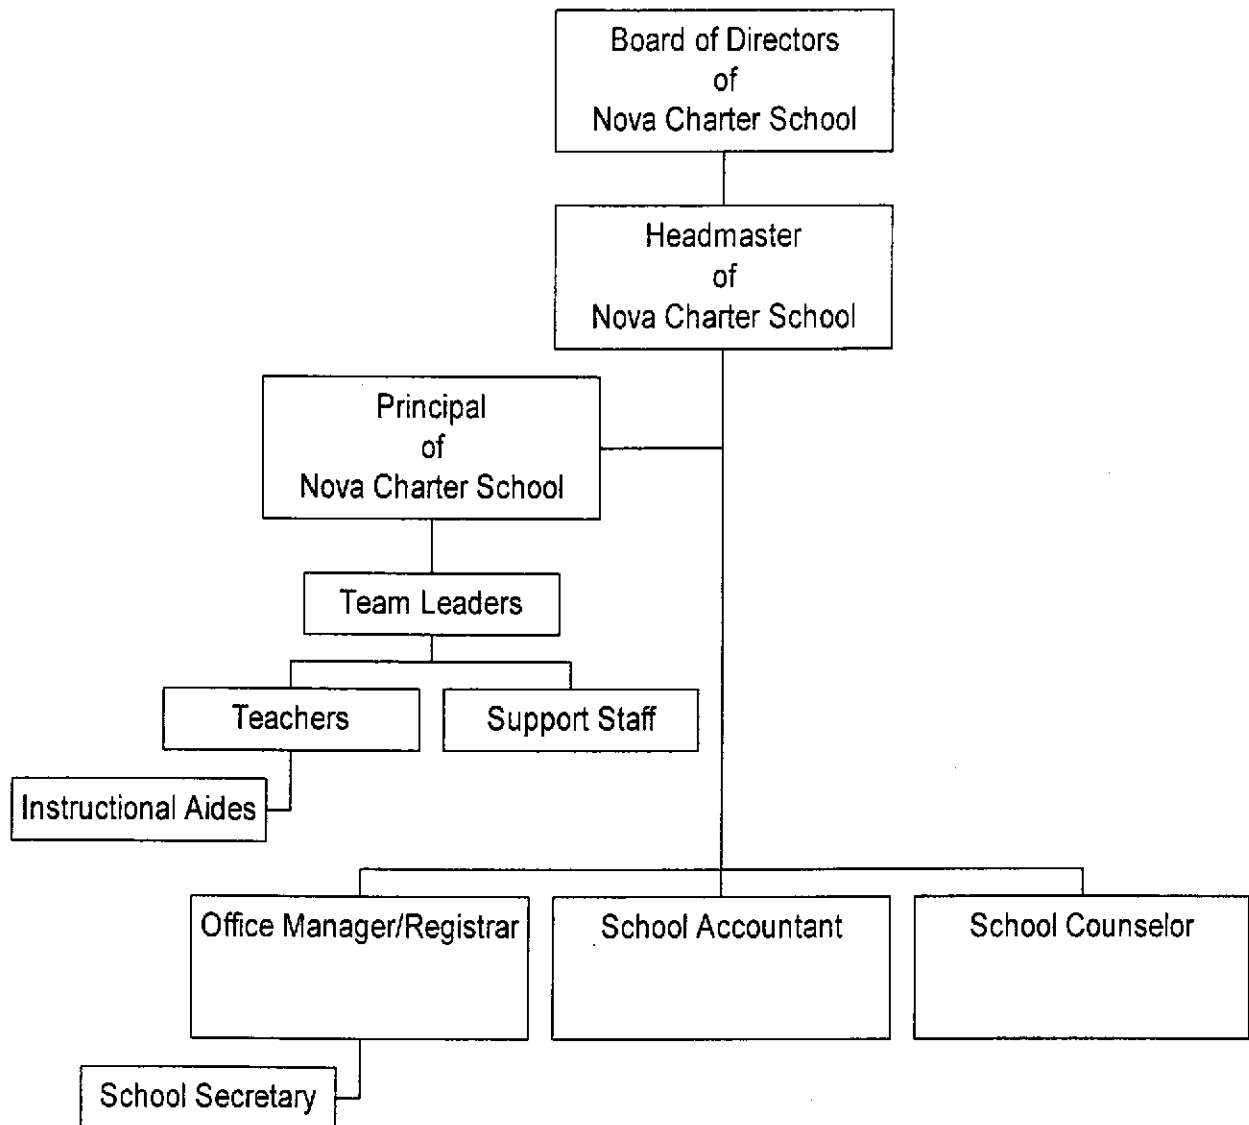 Board of Directors
of
Nova Charter School
Headmaster
of
Nova Charter School
Principal
of
Nova Charter School
Team Leaders
Teachers
Support Staff
Instructional Aides
Office Manager/Registrar
School Accountant
School Counselor
School Secretary